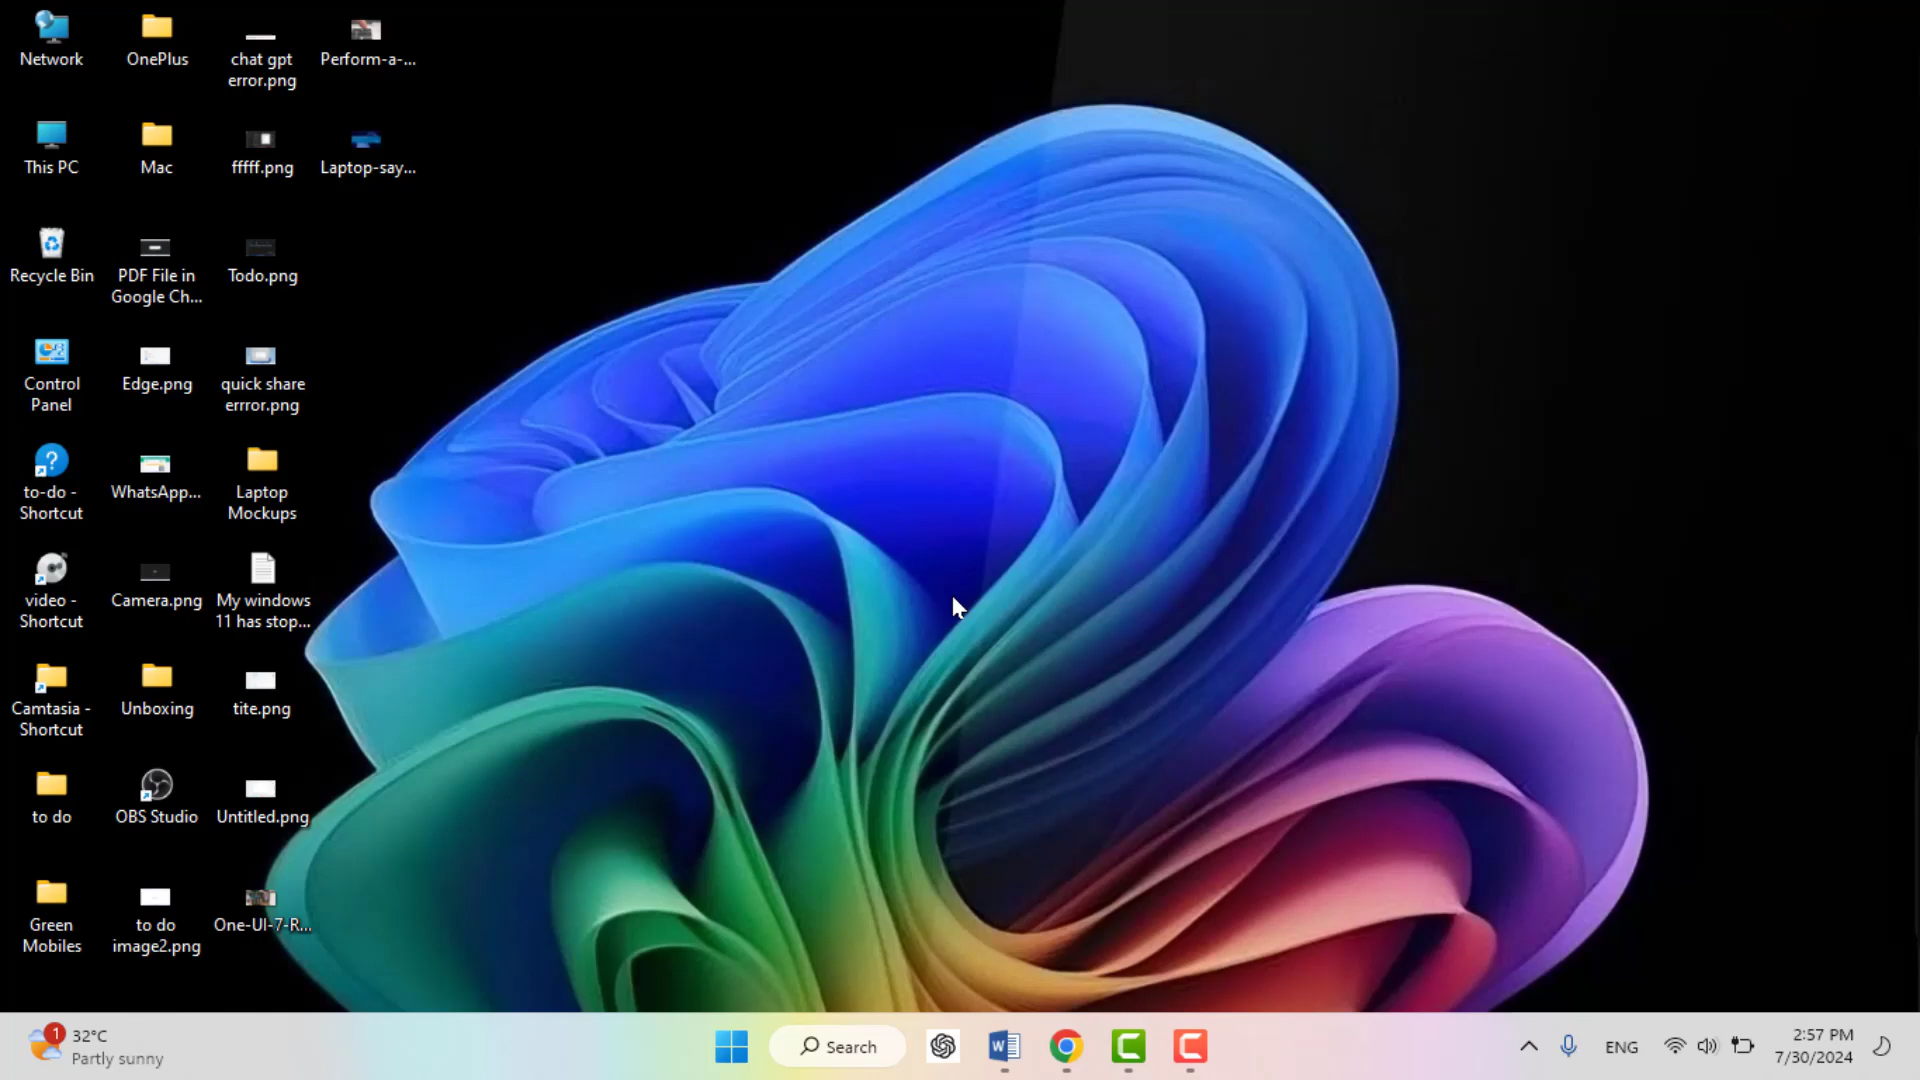 Network
This PC
Recycle Bin
Control
Panel
to-do -
Shortcut
video -
Shortcut
Camtasia -
Shortcut
to do
Green
Mobiles
OnePlus
Mac
PDF File in
Google Ch...
Edge.png
WhatsApp...
Camera.png
Unboxing
OBS Studio
to do
image2.png
chat gpt
error.png
fffff.png
Todo.png
quick share
errror.png
Laptop
Mockups
My windows
11 has stop...
tite.png
Untitled.png
One-UI-7-R...
Perform-a-...
Laptop-say...
1
32°C
Partly sunny
Search
W
ENG
2:57 PM
7/30/2024